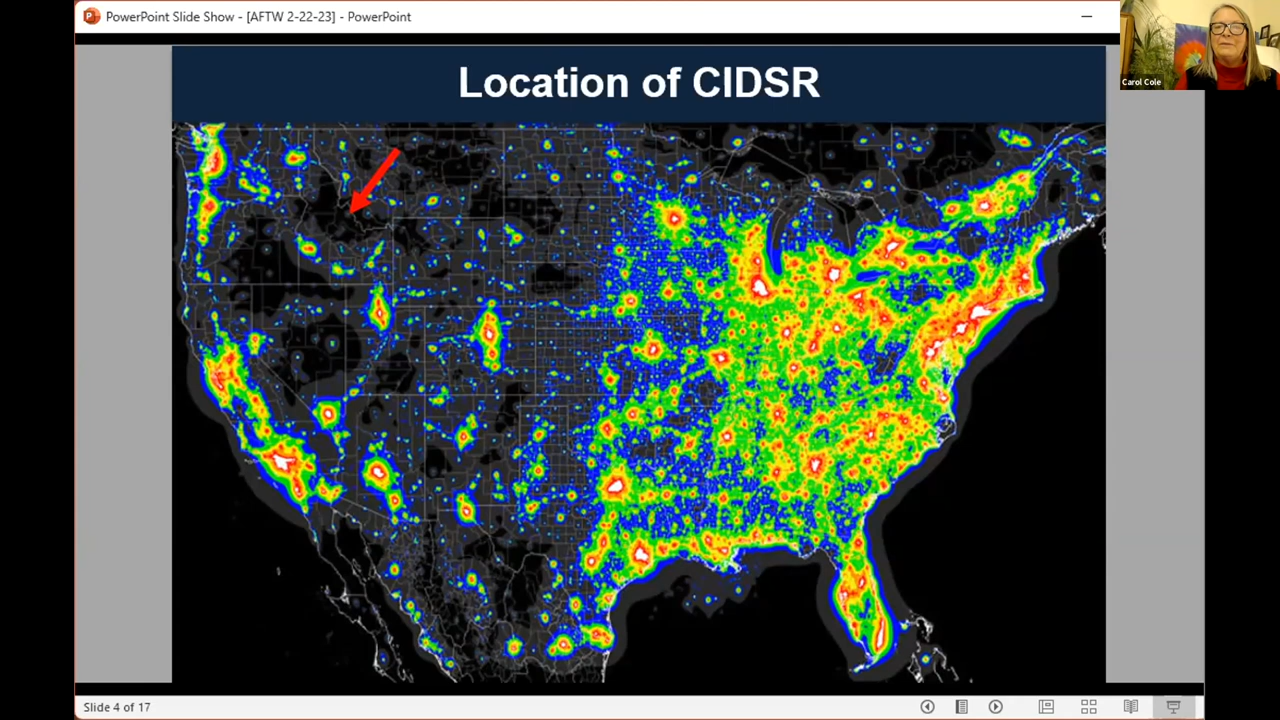 PowerPoint Slide Show - [AFTW 2-22-23] - PowerPoint
Carol Cole
Location of CIDSR
Slide 4 of 17